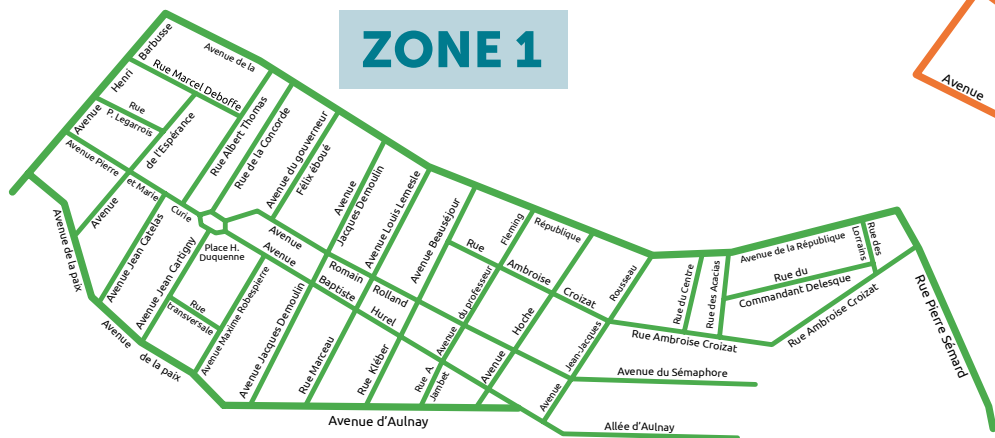 ZONE 1
Avenue
Avenue Henri Barbusse
Avenue de la
République
Rue Marcel Deboffe
Rue
P. Legarrois
Avenue
de l'Espérance
Avenue Pierre
et Marie
Curie
Rue Albert Thomas
Rue de la Concorde
Avenue du gouverneur
Félix éboué
Avenue
Jacques Demoulin
Avenue Louis Lemesle
Avenue Beauséjour
Avenue de la paix
Avenue Jean Catelas
Avenue Jean Cartigny
Place H.
Duquenne
Rue
transversale
Avenue Maxime Robespierre
Avenue Jacques Demoulin
Avenue
Romain
Rolland
Avenue
Baptiste
Hurel
Rue Marceau
Rue Kléber
Rue A.
Jambet
Avenue du professeur Fleming
Avenue Hoche
Avenue Jean-Jacques Rousseau
Rue
Ambroise
Croizat
Avenue
de la paix
Avenue d'Aulnay
Rue du Centre
Rue des Acacias
Avenue de la République
Rue des
Lorrains
Rue du
Commandant Delesque
Rue Ambroise Croizat
Rue Ambroise Croizat
Rue Pierre Sémard
Avenue du Sémaphore
Allée d'Aulnay